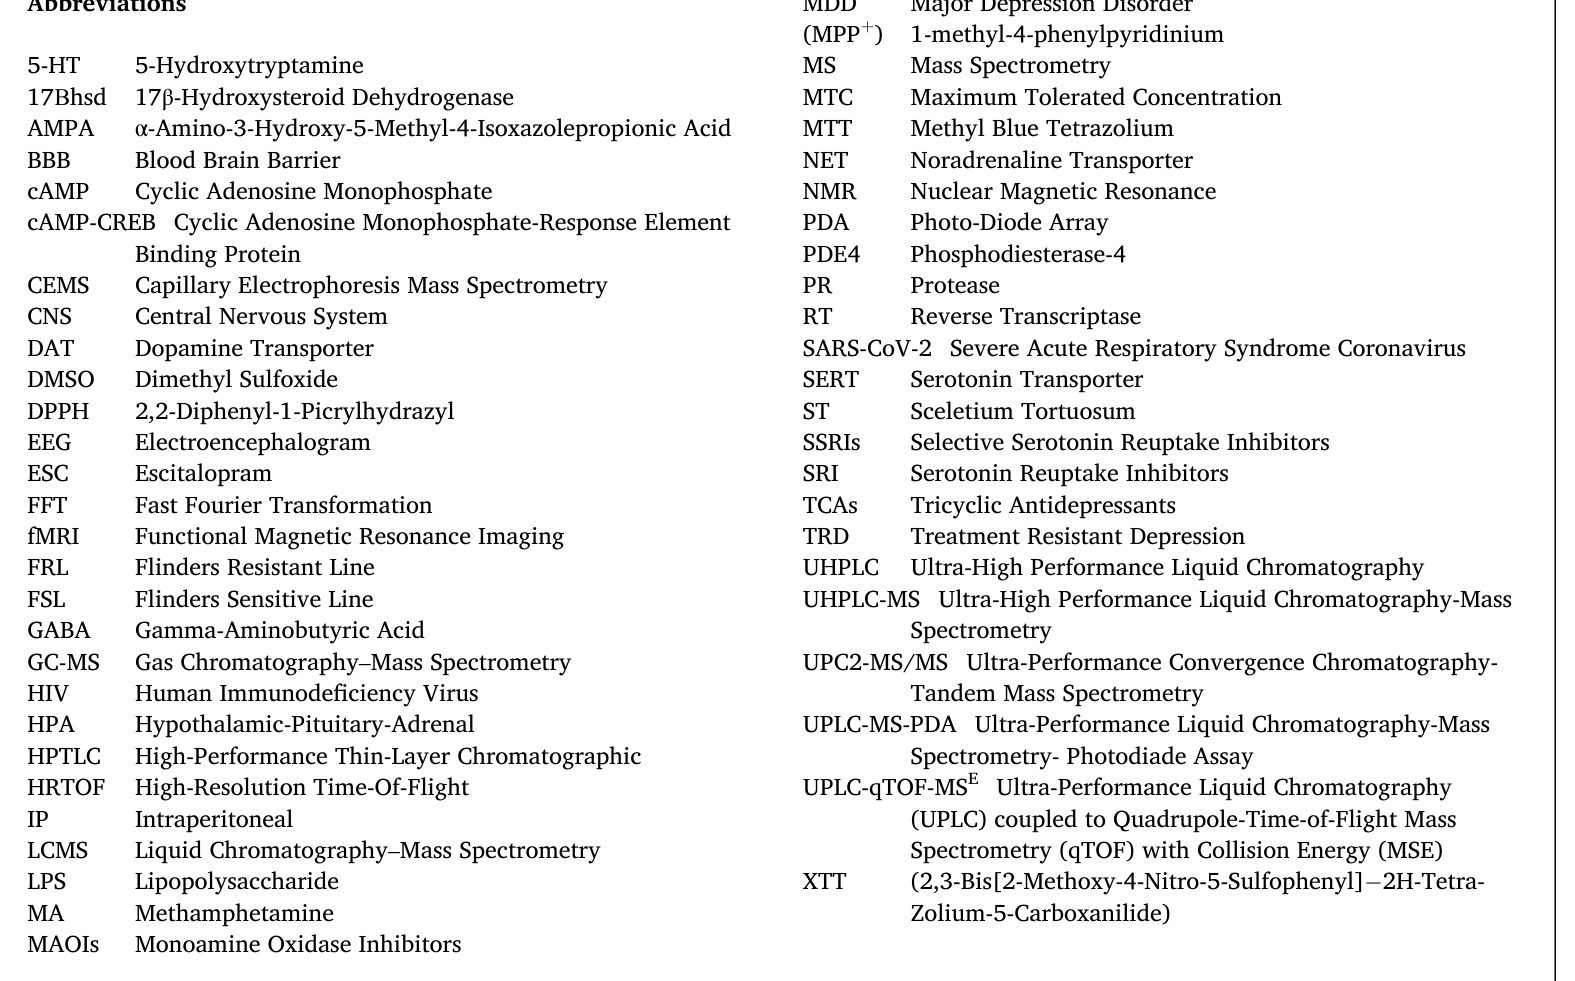 Abbreviations
5-HT 5-Hydroxytryptamine
17Bhsd 17β-Hydroxysteroid Dehydrogenase
AMPA α-Amino-3-Hydroxy-5-Methyl-4-Isoxazolepropionic Acid
BBB Blood Brain Barrier
cAMP Cyclic Adenosine Monophosphate
cAMP-CREB Cyclic Adenosine Monophosphate-Response Element
Binding Protein
CEMS Capillary Electrophoresis Mass Spectrometry
CNS Central Nervous System
DAT Dopamine Transporter
DMSO Dimethyl Sulfoxide
DPPH 2,2-Diphenyl-1-Picrylhydrazyl
EEG Electroencephalogram
ESC Escitalopram
FFT Fast Fourier Transformation
fMRI Functional Magnetic Resonance Imaging
FRL Flinders Resistant Line
FSL Flinders Sensitive Line
GABA Gamma-Aminobutyric Acid
GC-MS Gas Chromatography–Mass Spectrometry
HIV Human Immunodeficiency Virus
HPA Hypothalamic-Pituitary-Adrenal
HPTLC High-Performance Thin-Layer Chromatographic
HRTOF High-Resolution Time-Of-Flight
IP Intraperitoneal
LCMS Liquid Chromatography–Mass Spectrometry
LPS Lipopolysaccharide
MA Methamphetamine
MAOIs Monoamine Oxidase Inhibitors
MDD Major Depression Disorder
(MPP⁺) 1-methyl-4-phenylpyridinium
MS Mass Spectrometry
MTC Maximum Tolerated Concentration
MTT Methyl Blue Tetrazolium
NET Noradrenaline Transporter
NMR Nuclear Magnetic Resonance
PDA Photo-Diode Array
PDE4 Phosphodiesterase-4
PR Protease
RT Reverse Transcriptase
SARS-CoV-2 Severe Acute Respiratory Syndrome Coronavirus
SERT Serotonin Transporter
ST Sceletium Tortuosum
SSRIs Selective Serotonin Reuptake Inhibitors
SRI Serotonin Reuptake Inhibitors
TCAs Tricyclic Antidepressants
TRD Treatment Resistant Depression
UHPLC Ultra-High Performance Liquid Chromatography
UHPLC-MS Ultra-High Performance Liquid Chromatography-Mass
Spectrometry
UPC2-MS/MS Ultra-Performance Convergence Chromatography-
Tandem Mass Spectrometry
UPLC-MS-PDA Ultra-Performance Liquid Chromatography-Mass
Spectrometry- Photodiade Assay
UPLC-qTOF-MSᴱ Ultra-Performance Liquid Chromatography
(UPLC) coupled to Quadrupole-Time-of-Flight Mass
Spectrometry (qTOF) with Collision Energy (MSE)
XTT (2,3-Bis[2-Methoxy-4-Nitro-5-Sulfophenyl]−2H-Tetra-
Zolium-5-Carboxanilide)